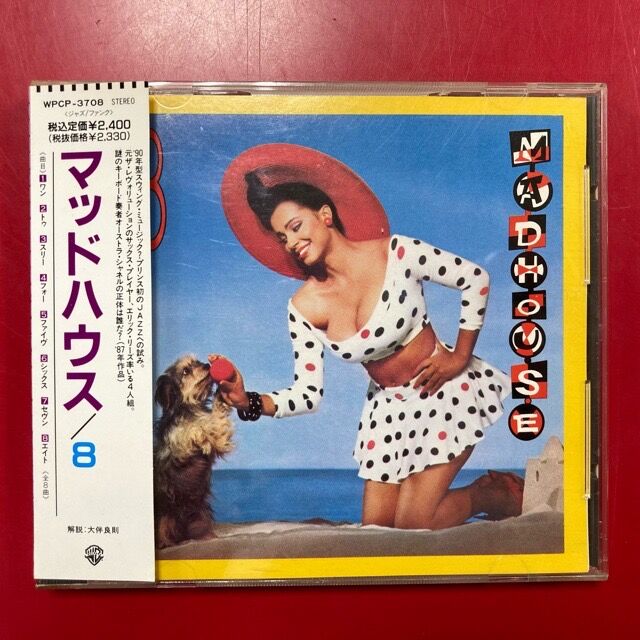 WPCP-3708 STEREO
〈ジャズ/ファンク〉
税込定価¥2,400
(税抜価格¥2,330)
マッドハウス/8
'90年型スウィング・ミュージック？プリンス初のJAZZへの試み。
元ザ・レヴォリューションのサックス・プレイヤー、エリック・リーズ率いる4人組。
謎のキーボード奏者オーストラ・シャネルの正体は誰だ？('87年作品)
〈曲目〉1ワン 2トゥ 3スリー 4フォー 5ファイヴ 6シックス 7セヴン 8エイト〈全8曲〉
解説:大伴良則
8
MADHOUSE